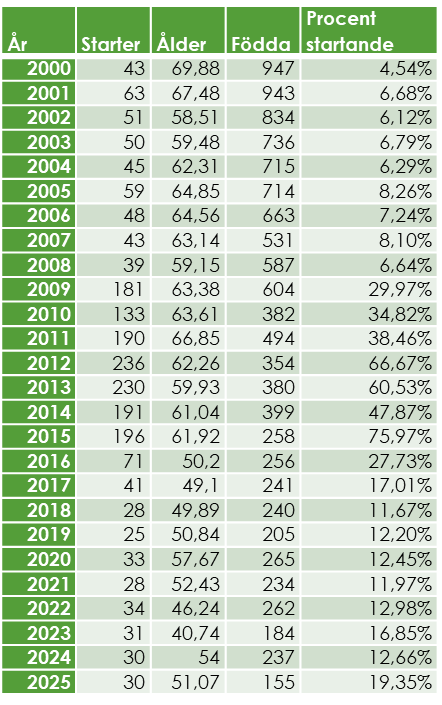 År Starter Ålder Födda Procent startande
2000 43 69,88 947 4,54%
2001 63 67,48 943 6,68%
2002 51 58,51 834 6,12%
2003 50 59,48 736 6,79%
2004 45 62,31 715 6,29%
2005 59 64,85 714 8,26%
2006 48 64,56 663 7,24%
2007 43 63,14 531 8,10%
2008 39 59,15 587 6,64%
2009 181 63,38 604 29,97%
2010 133 63,61 382 34,82%
2011 190 66,85 494 38,46%
2012 236 62,26 354 66,67%
2013 230 59,93 380 60,53%
2014 191 61,04 399 47,87%
2015 196 61,92 258 75,97%
2016 71 50,2 256 27,73%
2017 41 49,1 241 17,01%
2018 28 49,89 240 11,67%
2019 25 50,84 205 12,20%
2020 33 57,67 265 12,45%
2021 28 52,43 234 11,97%
2022 34 46,24 262 12,98%
2023 31 40,74 184 16,85%
2024 30 54 237 12,66%
2025 30 51,07 155 19,35%